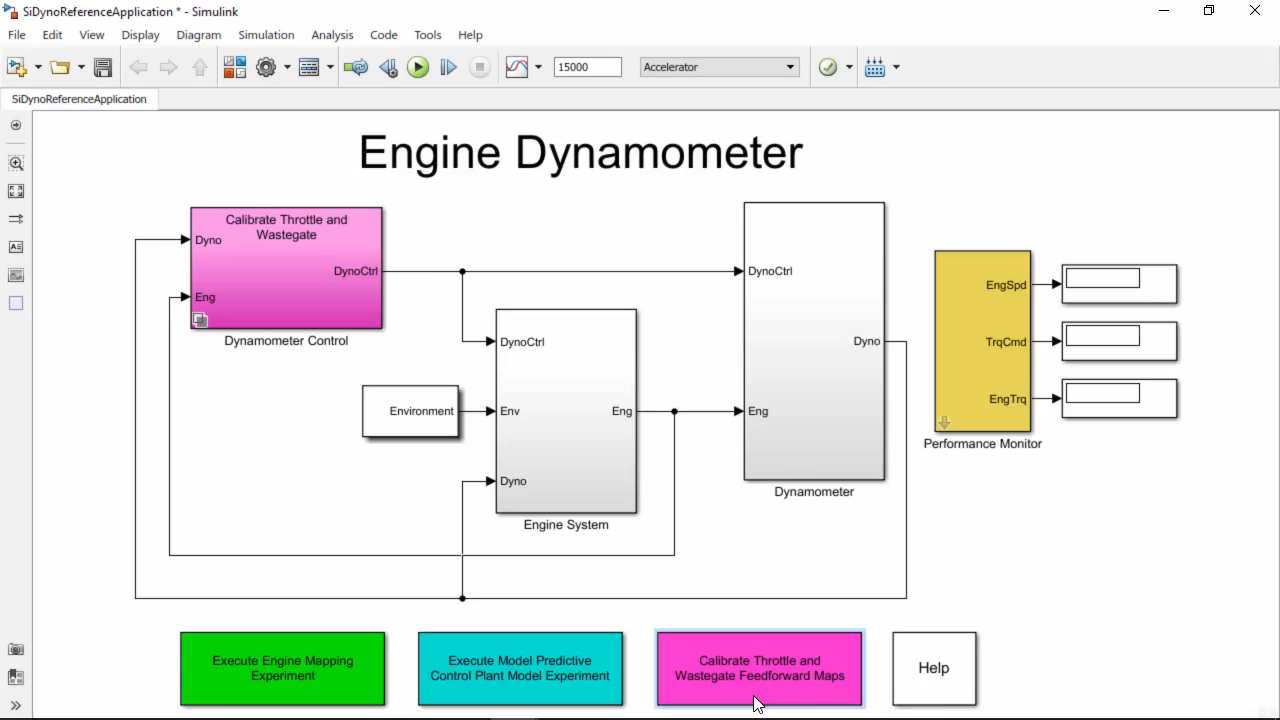 SiDynoReferenceApplication * - Simulink
File Edit View Display Diagram Simulation Analysis Code Tools Help
15000 Accelerator
SiDynoReferenceApplication
Engine Dynamometer
Calibrate Throttle and
Wastegate
Dyno
DynoCtrl
Eng
Dynamometer Control
DynoCtrl
Environment
Env
Eng
Dyno
Engine System
DynoCtrl
Dyno
Eng
Dynamometer
EngSpd
TrqCmd
EngTrq
Performance Monitor
Execute Engine Mapping
Experiment
Execute Model Predictive
Control Plant Model Experiment
Calibrate Throttle and
Wastegate Feedforward Maps
Help